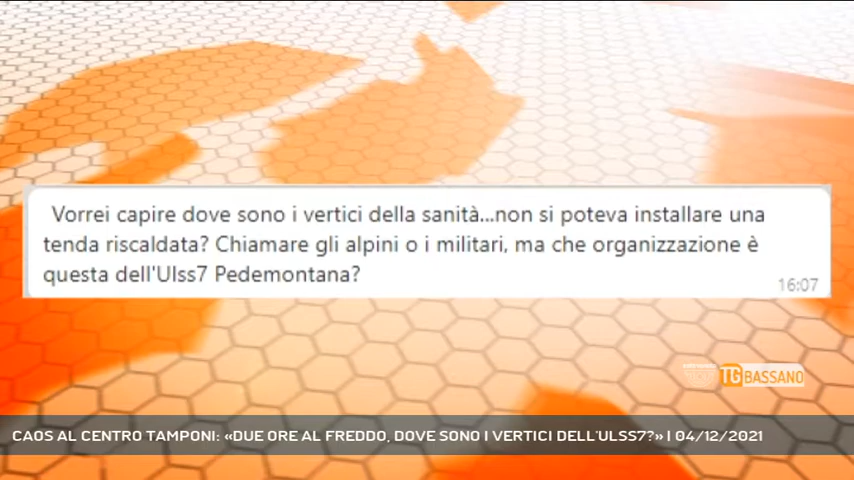 Vorrei capire dove sono i vertici della sanità...non si poteva installare una
tenda riscaldata? Chiamare gli alpini o i militari, ma che organizzazione è
questa dell'Ulss7 Pedemontana?
16:07
TG BASSANO
CAOS AL CENTRO TAMPONI: «DUE ORE AL FREDDO, DOVE SONO I VERTICI DELL'ULSS7?» | 04/12/2021